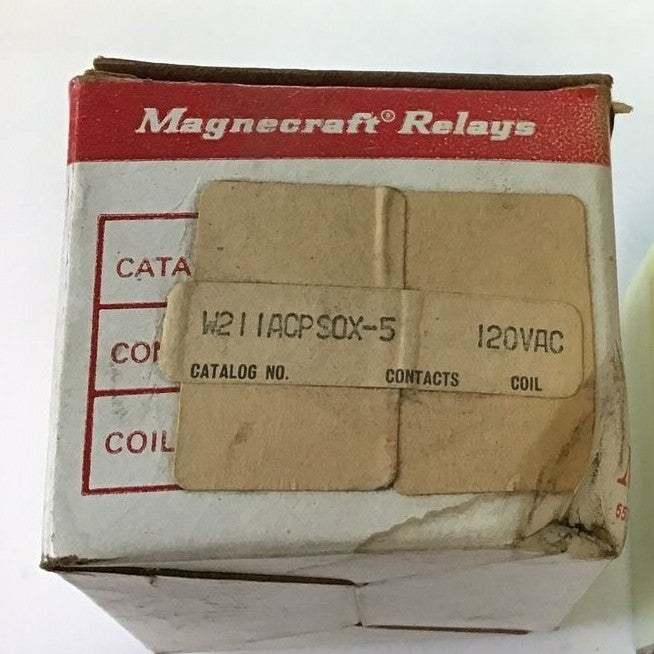 Magnecraft® Relays
CATA
CON
COIL
W211ACPSOX-5 120VAC
CATALOG NO. CONTACTS COIL